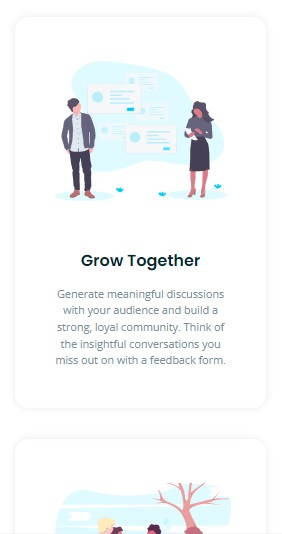 Grow Together
Generate meaningful discussions
with your audience and build a
strong, loyal community. Think of
the insightful conversations you
miss out on with a feedback form.